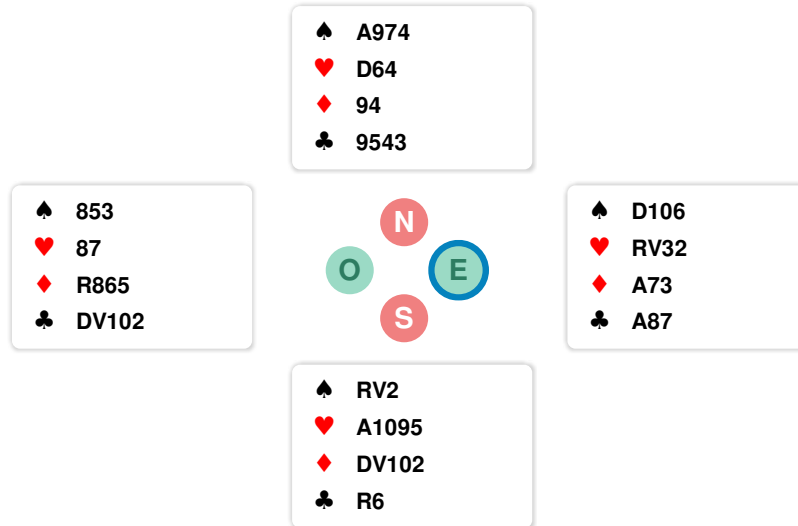 ♠ A974
♥ D64
♦ 94
♣ 9543
♠ 853
♥ 87
♦ R865
♣ DV102
N
O E
S
♠ D106
♥ RV32
♦ A73
♣ A87
♠ RV2
♥ A1095
♦ DV102
♣ R6